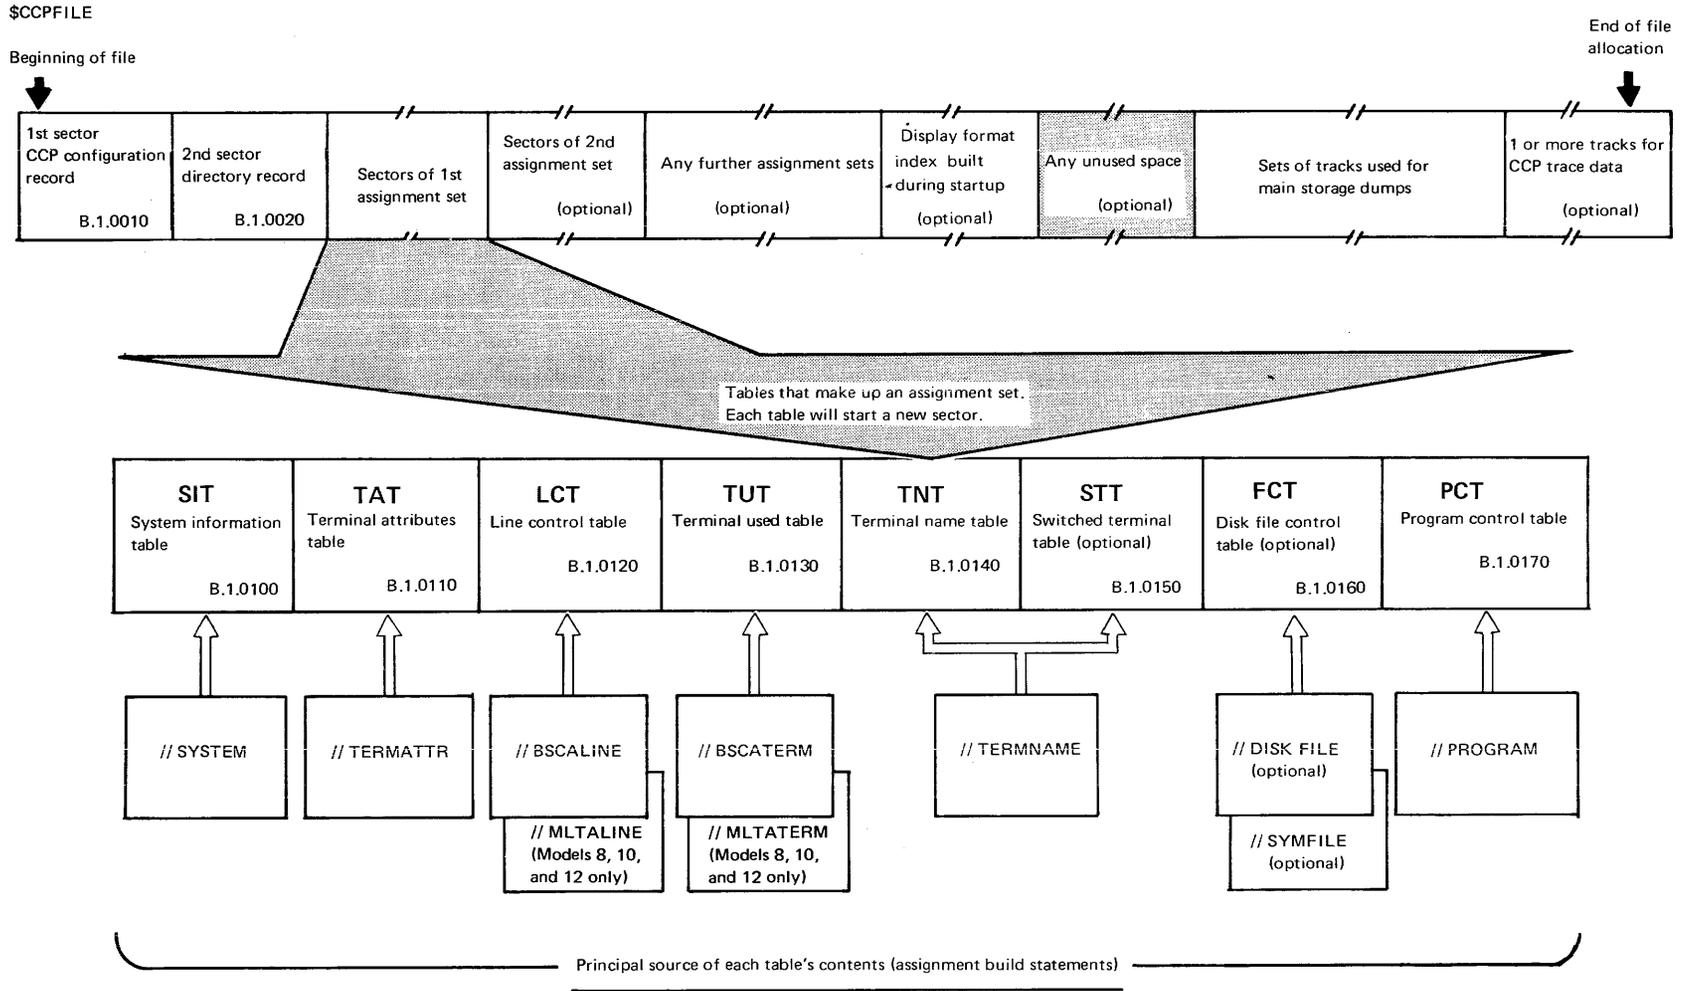 $CCPFILE
Beginning of file
End of file
allocation
1st sector
CCP configuration
record
B.1.0010
2nd sector
directory record
B.1.0020
Sectors of 1st
assignment set
Sectors of 2nd
assignment set
(optional)
Any further assignment sets
(optional)
Display format
index built
during startup
(optional)
Any unused space
(optional)
Sets of tracks used for
main storage dumps
1 or more tracks for
CCP trace data
(optional)
Tables that make up an assignment set.
Each table will start a new sector.
SIT
System information
table
B.1.0100
TAT
Terminal attributes
table
B.1.0110
LCT
Line control table
B.1.0120
TUT
Terminal used table
B.1.0130
TNT
Terminal name table
B.1.0140
STT
Switched terminal
table (optional)
B.1.0150
FCT
Disk file control
table (optional)
B.1.0160
PCT
Program control table
B.1.0170
// SYSTEM
// TERMATTR
// BSCALINE
// MLTALINE
(Models 8, 10,
and 12 only)
// BSCATERM
// MLTATERM
(Models 8, 10,
and 12 only)
// TERMNAME
// DISK FILE
(optional)
// SYMFILE
(optional)
// PROGRAM
Principal source of each table's contents (assignment build statements)